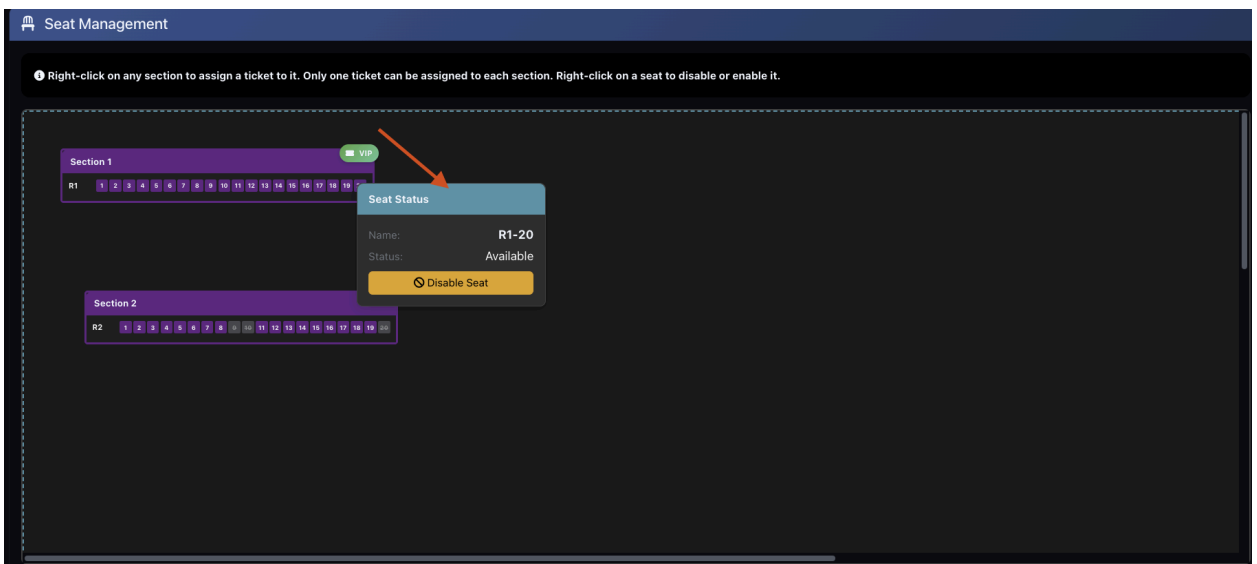 Seat Management
Right-click on any section to assign a ticket to it. Only one ticket can be assigned to each section. Right-click on a seat to disable or enable it.
VIP
Section 1
R1 1 2 3 4 5 6 7 8 9 10 11 12 13 14 15 16 17 18 19
Seat Status
Name: R1-20
Status: Available
Disable Seat
Section 2
R2 1 2 3 4 5 6 7 8 9 10 11 12 13 14 15 16 17 18 19 20